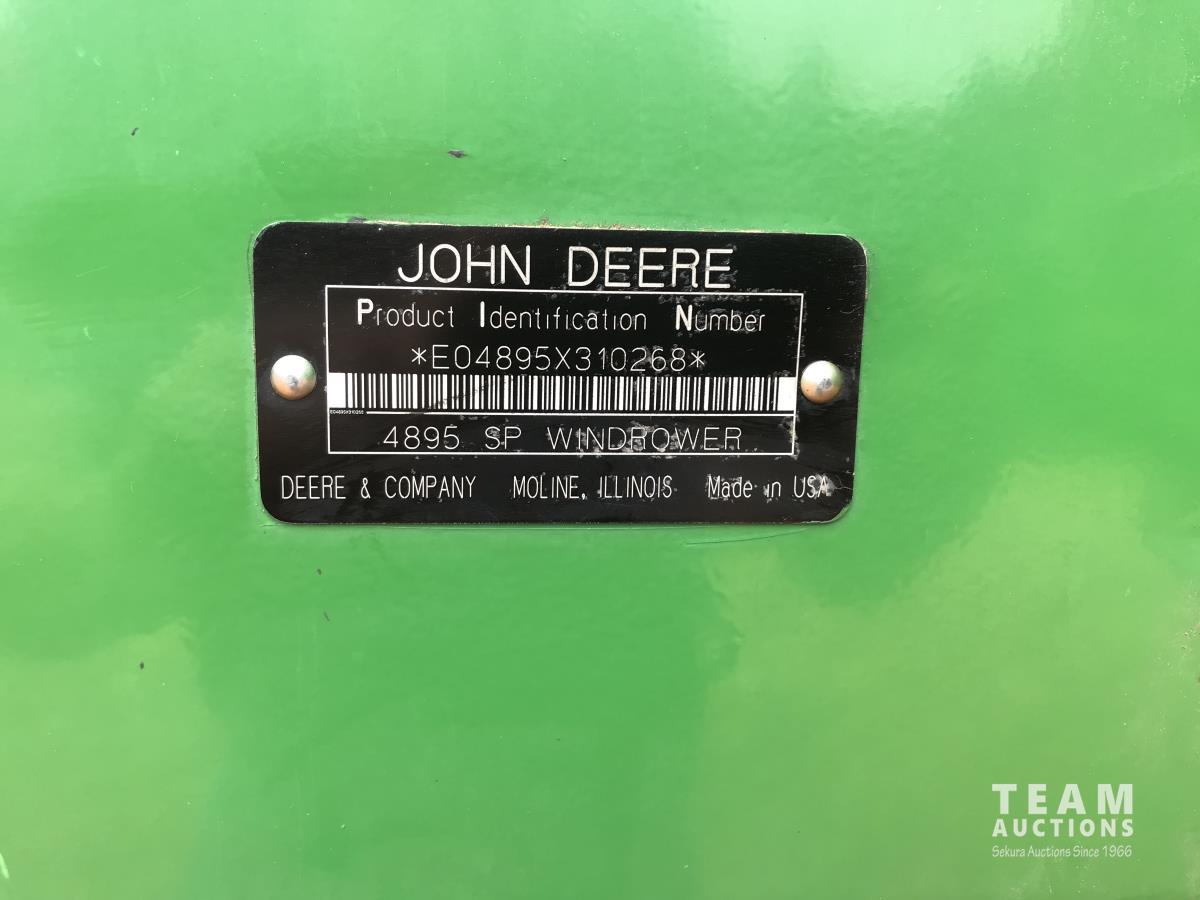 JOHN DEERE
Product Identification Number
*E04895X310268*
E04895X310268
4895 SP WINDROWER
DEERE & COMPANY MOLINE, ILLINOIS Made in USA
TEAM
AUCTIONS
Sekura Auctions Since 1966